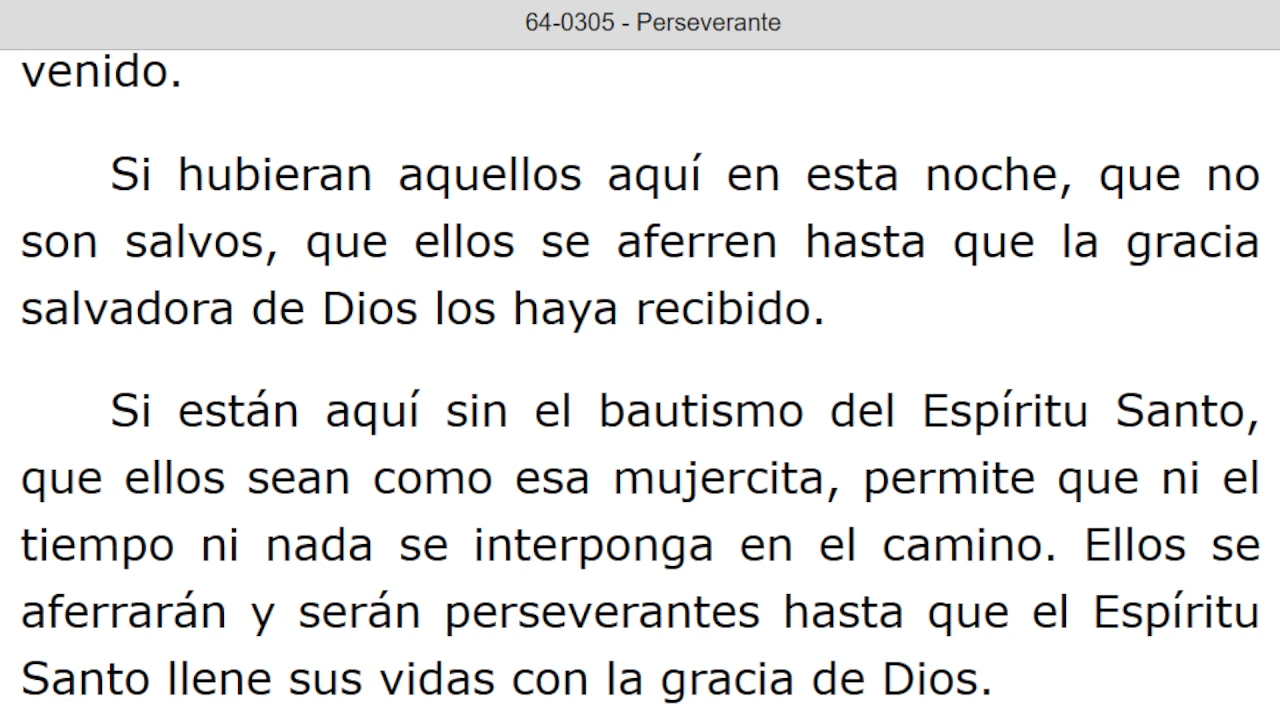 64-0305 - Perseverante
venido.
Si hubieran aquellos aquí en esta noche, que no
son salvos, que ellos se aferren hasta que la gracia
salvadora de Dios los haya recibido.
Si están aquí sin el bautismo del Espíritu Santo,
que ellos sean como esa mujercita, permite que ni el
tiempo ni nada se interponga en el camino. Ellos se
aferrarán y serán perseverantes hasta que el Espíritu
Santo llene sus vidas con la gracia de Dios.